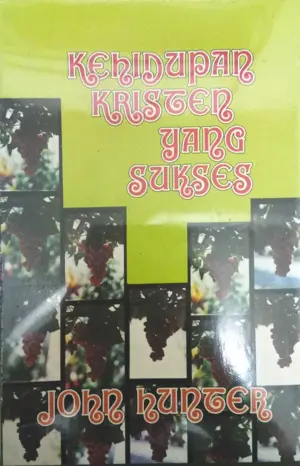 KEHIDUPAN
KRISTEN
YANG
SUKSES
JOHN HUNTER